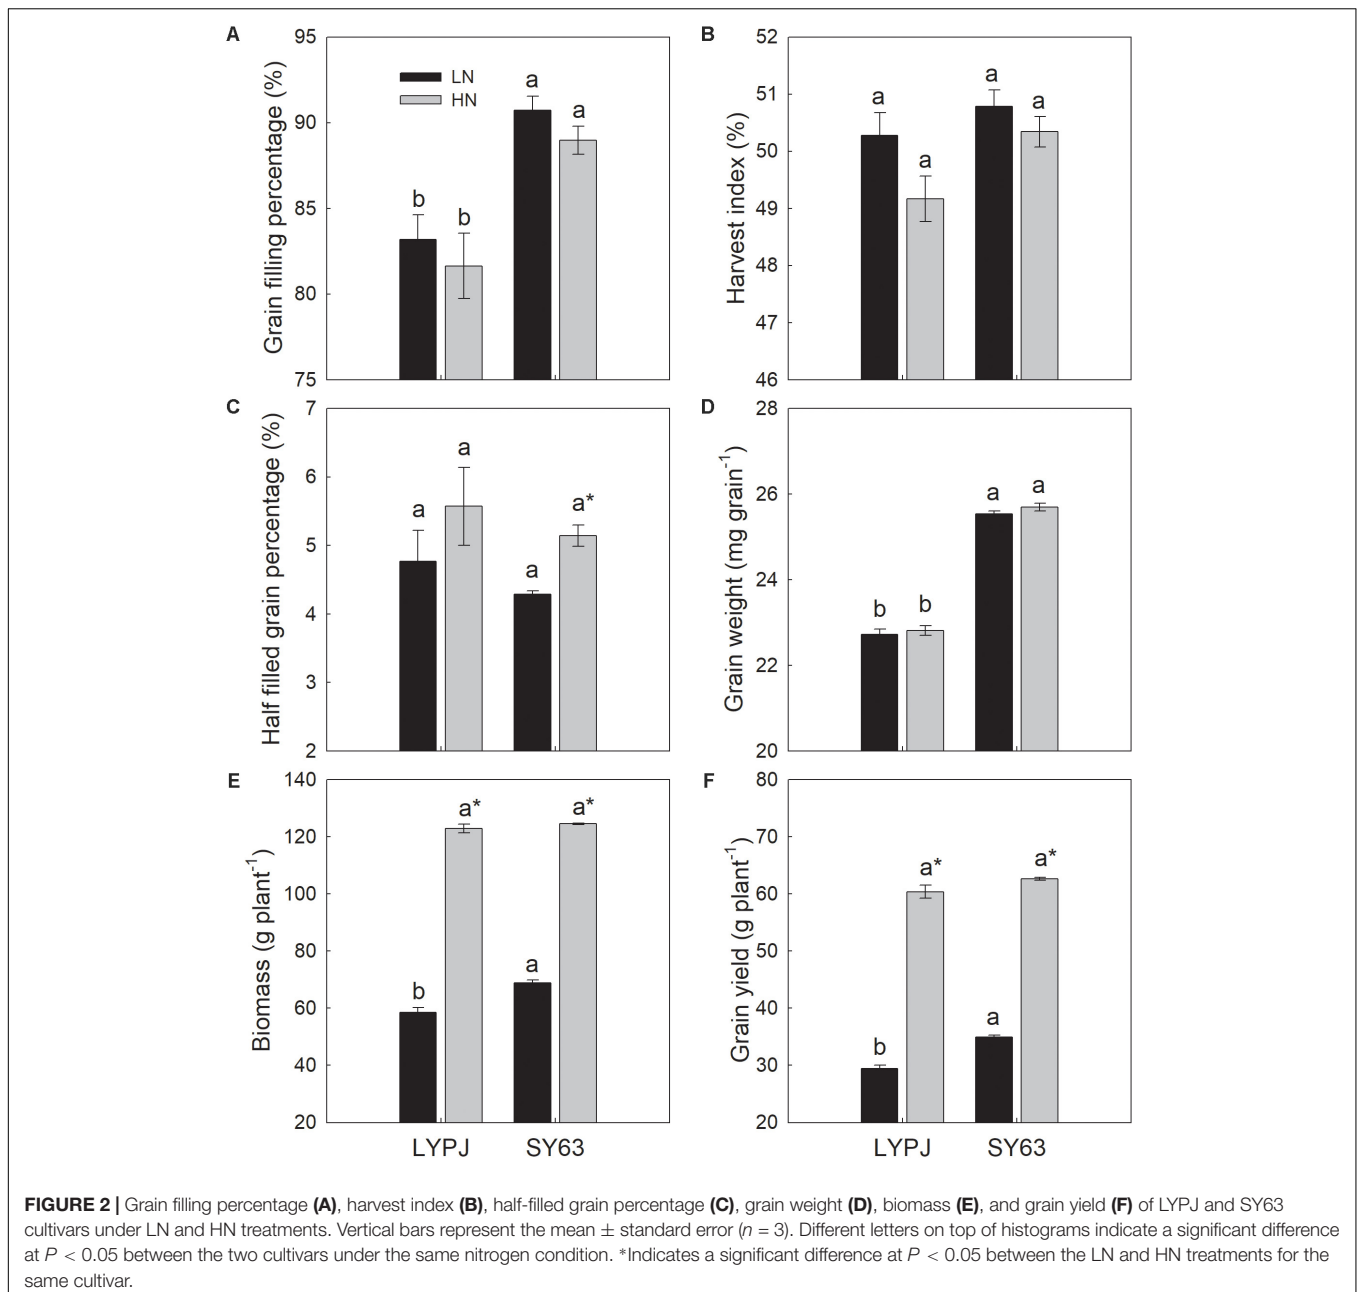 A
95
90
85
80
75
Grain filling percentage (%)
LN
HN
b
b
a
a
B
52
51
50
49
48
47
46
Harvest index (%)
a
a
a
a
C
7
6
5
4
3
2
Half filled grain percentage (%)
a
a
a
a*
D
28
26
24
22
20
Grain weight (mg grain⁻¹)
b
b
a
a
E
140
120
100
80
60
40
20
Biomass (g plant⁻¹)
b
a*
a
a*
LYPJ SY63
F
80
70
60
50
40
30
20
Grain yield (g plant⁻¹)
b
a*
a
a*
LYPJ SY63
FIGURE 2 | Grain filling percentage (A), harvest index (B), half-filled grain percentage (C), grain weight (D), biomass (E), and grain yield (F) of LYPJ and SY63
cultivars under LN and HN treatments. Vertical bars represent the mean ± standard error (n = 3). Different letters on top of histograms indicate a significant difference
at P < 0.05 between the two cultivars under the same nitrogen condition. *Indicates a significant difference at P < 0.05 between the LN and HN treatments for the
same cultivar.